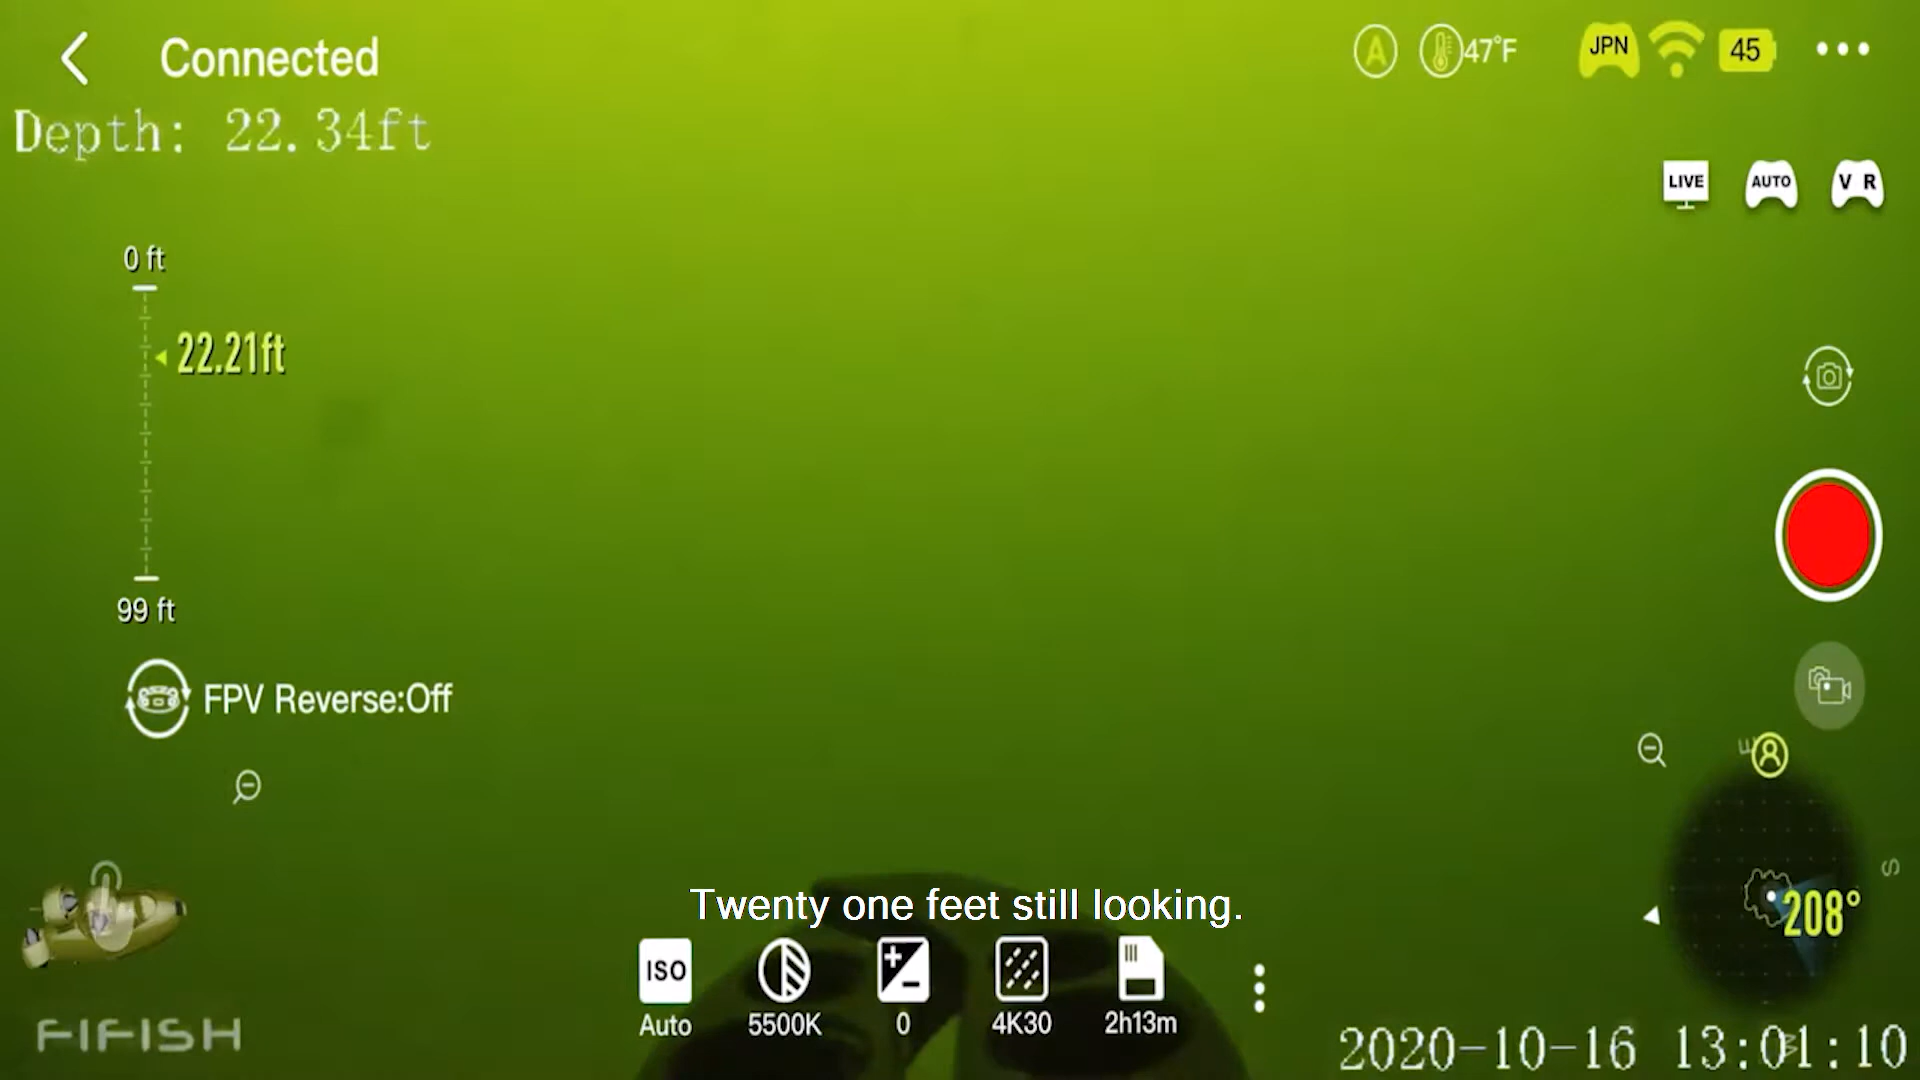 Connected
A
47°F
JPN
45
Depth: 22.34ft
LIVE
AUTO
V R
0 ft
22.21ft
99 ft
FPV Reverse:Off
E
S
208°
Twenty one feet still looking.
ISO
Auto
5500K
0
4K30
2h13m
FIFISH
2020-10-16 13:01:10